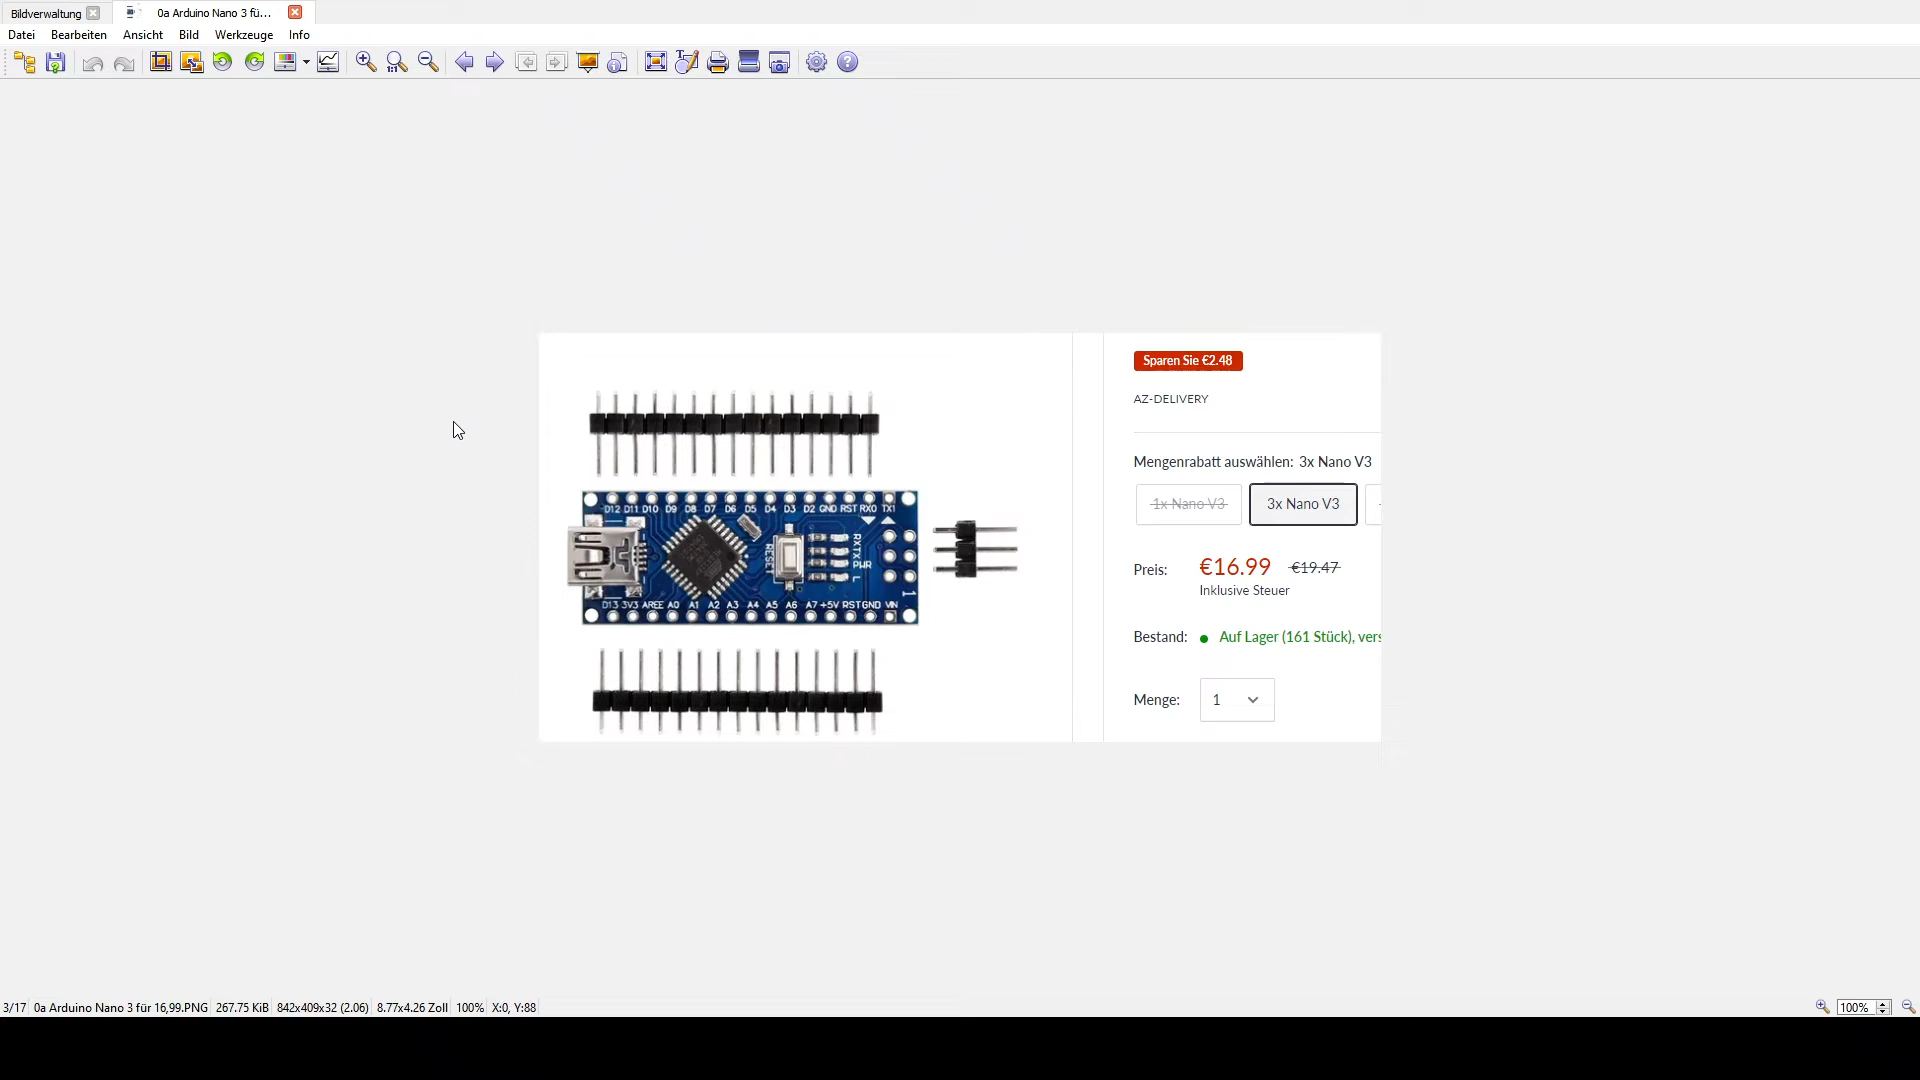 Bildverwaltung
0a Arduino Nano 3 fü...
Datei Bearbeiten Ansicht Bild Werkzeuge Info
Sparen Sie €2.48
AZ-DELIVERY
Mengenrabatt auswählen: 3x Nano V3
1x Nano V3 3x Nano V3
Preis: €16.99 €19.47
Inklusive Steuer
Bestand: Auf Lager (161 Stück), vers
Menge: 1
D12 D11 D10 D9 D8 D7 D6 D5 D4 D3 D2 GND RST RX0 TX1
RESET
RX
TX
PWR
L
1
D13 3V3 AREE A0 A1 A2 A3 A4 A5 A6 A7 +5V RST GND VIN
3/17 0a Arduino Nano 3 für 16,99.PNG 267.75 KiB 842x409x32 (2.06) 8.77x4.26 Zoll 100% X:0, Y:88
100%